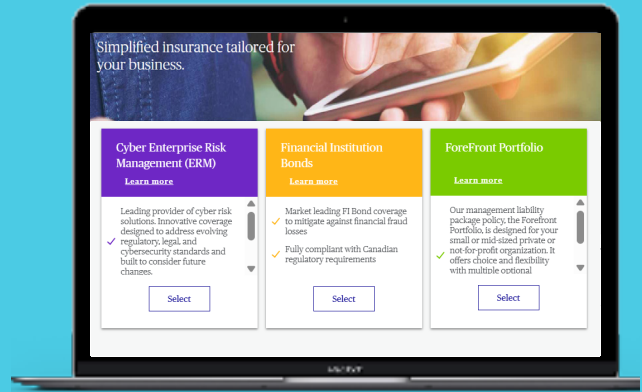 Simplified insurance tailored for
your business.
Cyber Enterprise Risk
Management (ERM)
Learn more
Leading provider of cyber risk
solutions. Innovative coverage
designed to address evolving
regulatory, legal, and
cybersecurity standards and
built to consider future
changes.
Select
Financial Institution
Bonds
Learn more
Market leading FI Bond coverage
to mitigate against financial fraud
losses
Fully compliant with Canadian
regulatory requirements
Select
ForeFront Portfolio
Learn more
Our management liability
package policy, the Forefront
Portfolio, is designed for your
small or mid-sized private or
not-for-profit organization. It
offers choice and flexibility
with multiple optional
Select